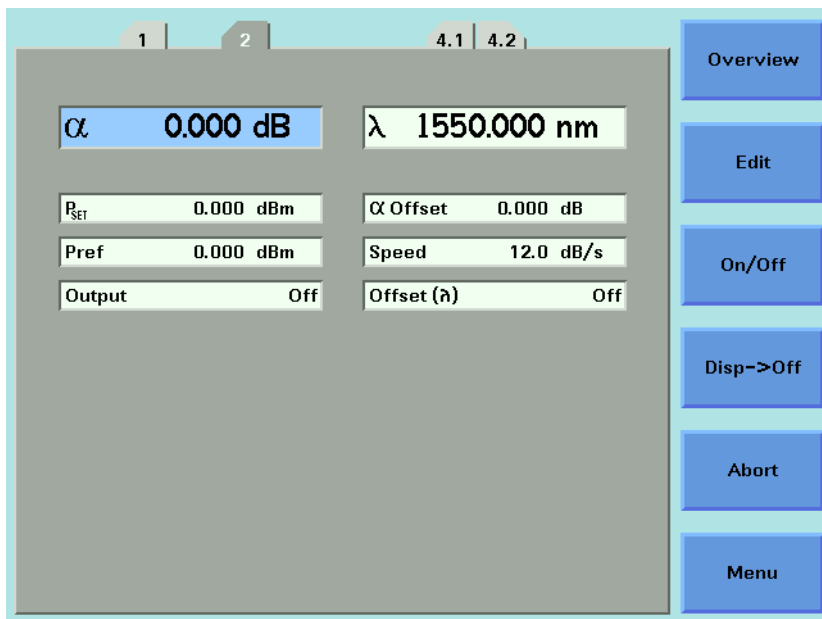 1 2 4.1 4.2
α 0.000 dB
λ 1550.000 nm
PSET 0.000 dBm
α Offset 0.000 dB
Pref 0.000 dBm
Speed 12.0 dB/s
Output Off
Offset (λ) Off
Overview
Edit
On/Off
Disp->Off
Abort
Menu